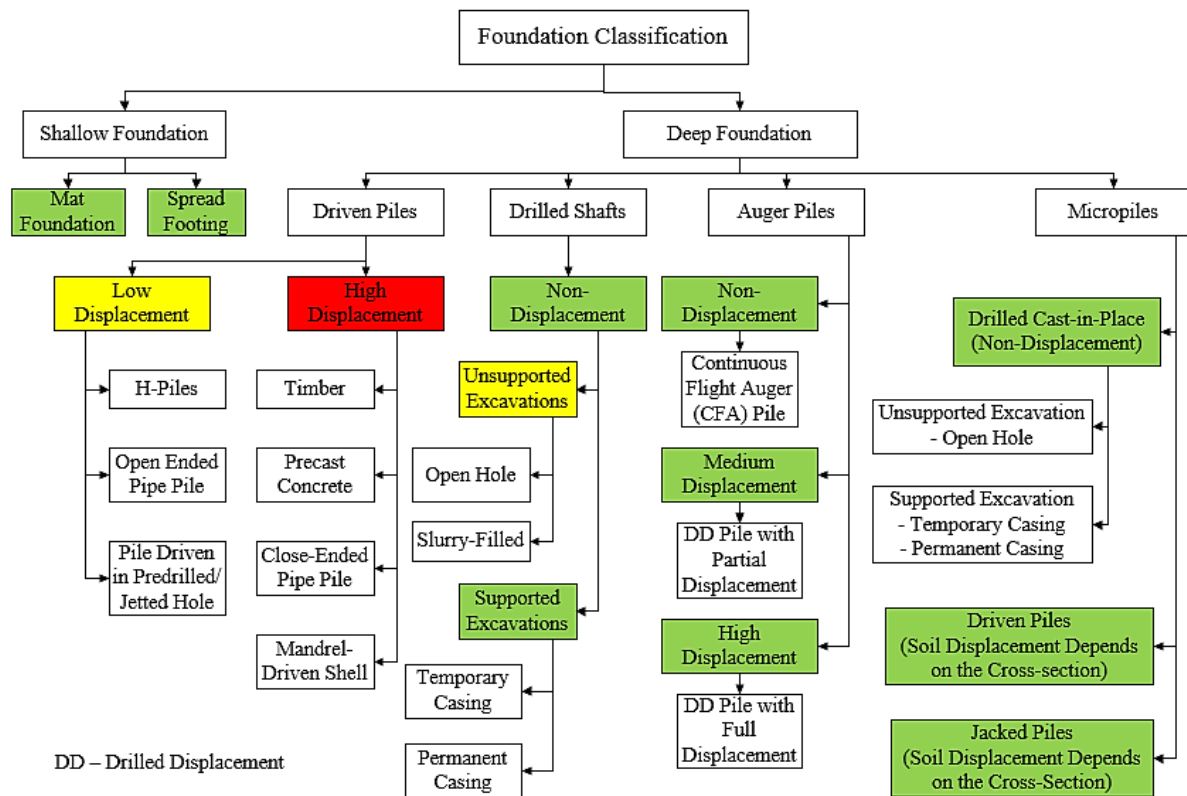 Foundation Classification
Shallow Foundation
Deep Foundation
Mat
Foundation
Spread
Footing
Driven Piles
Drilled Shafts
Auger Piles
Micropiles
Low
Displacement
High
Displacement
Non-
Displacement
Non-
Displacement
Drilled Cast-in-Place
(Non-Displacement)
H-Piles
Open Ended
Pipe Pile
Pile Driven
in Predrilled/
Jetted Hole
Timber
Precast
Concrete
Close-Ended
Pipe Pile
Mandrel-
Driven Shell
Unsupported
Excavations
Open Hole
Slurry-Filled
Supported
Excavations
Temporary
Casing
Permanent
Casing
Continuous
Flight Auger
(CFA) Pile
Medium
Displacement
DD Pile with
Partial
Displacement
High
Displacement
DD Pile with
Full
Displacement
Unsupported Excavation
- Open Hole
Supported Excavation
- Temporary Casing
- Permanent Casing
Driven Piles
(Soil Displacement Depends
on the Cross-section)
Jacked Piles
(Soil Displacement Depends
on the Cross-Section)
DD – Drilled Displacement